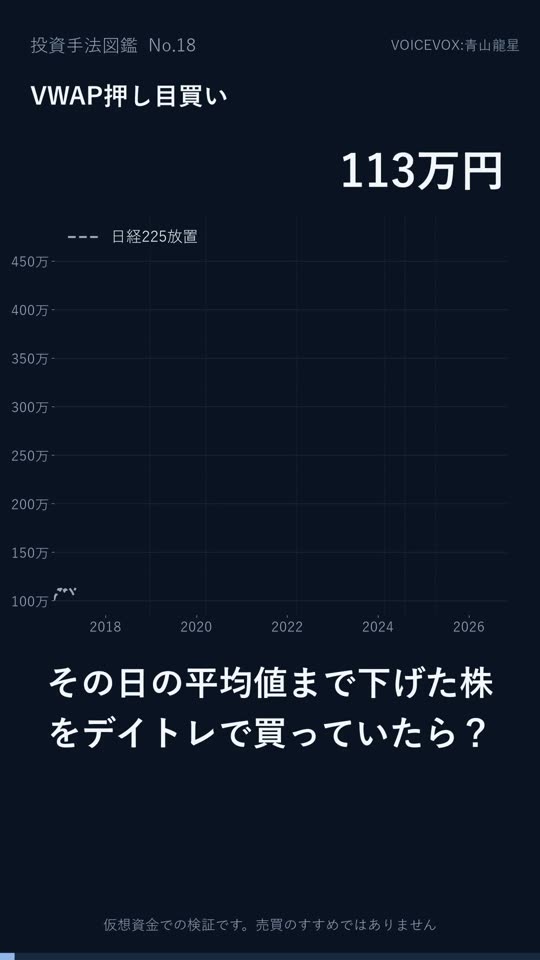 投資手法図鑑 No.18
VOICEVOX:青山龍星
VWAP押し目買い
113万円
日経225放置
450万
400万
350万
300万
250万
200万
150万
100万
2018 2020 2022 2024 2026
その日の平均値まで下げた株
をデイトレで買っていたら？
仮想資金での検証です。売買のすすめではありません